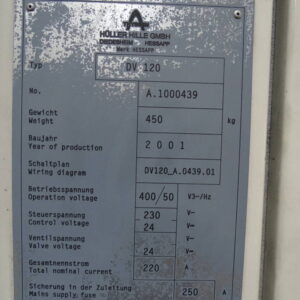 A
HÜLLER HILLE GMBH
DIEDESHEIM HESSAPP
Werk HESSAPP
Typ DV 120
No. A.1000439
Gewicht
Weight 450 kg
Baujahr
Year of production 2001
Schaltplan
Wiring diagram DV120_A.0439.01
Betriebsspannung
Operation voltage 400/50 V3~/Hz
Steuerspannung
Control voltage 230 V~
24 V-
Ventilspannung
Valve voltage 24 V-
Gesamtnennstrom
Total nominal current 220 A
Sicherung in der Zuleitung
Mains supply fuse 250 A